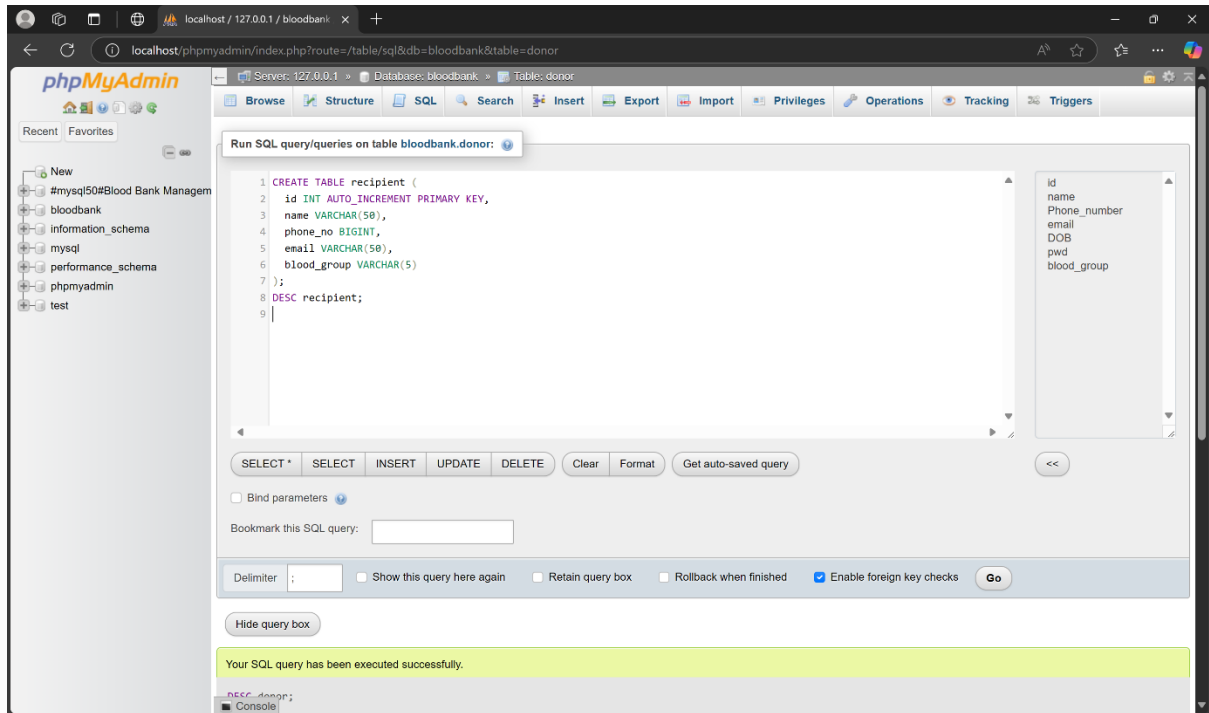 localhost / 127.0.0.1 / bloodbank
localhost/phpmyadmin/index.php?route=/table/sql&db=bloodbank&table=donor
phpMyAdmin
Recent Favorites
New
#mysql50#Blood Bank Managem
bloodbank
information_schema
mysql
performance_schema
phpmyadmin
test
Server: 127.0.0.1 » Database: bloodbank » Table: donor
Browse Structure SQL Search Insert Export Import Privileges Operations Tracking Triggers
Run SQL query/queries on table bloodbank.donor:
1 CREATE TABLE recipient (
2 id INT AUTO_INCREMENT PRIMARY KEY,
3 name VARCHAR(50),
4 phone_no BIGINT,
5 email VARCHAR(50),
6 blood_group VARCHAR(5)
7 );
8 DESC recipient;
9
id
name
Phone_number
email
DOB
pwd
blood_group
SELECT * SELECT INSERT UPDATE DELETE Clear Format Get auto-saved query <<
Bind parameters
Bookmark this SQL query:
Delimiter ; Show this query here again Retain query box Rollback when finished Enable foreign key checks Go
Hide query box
Your SQL query has been executed successfully.
DESC donor;
Console